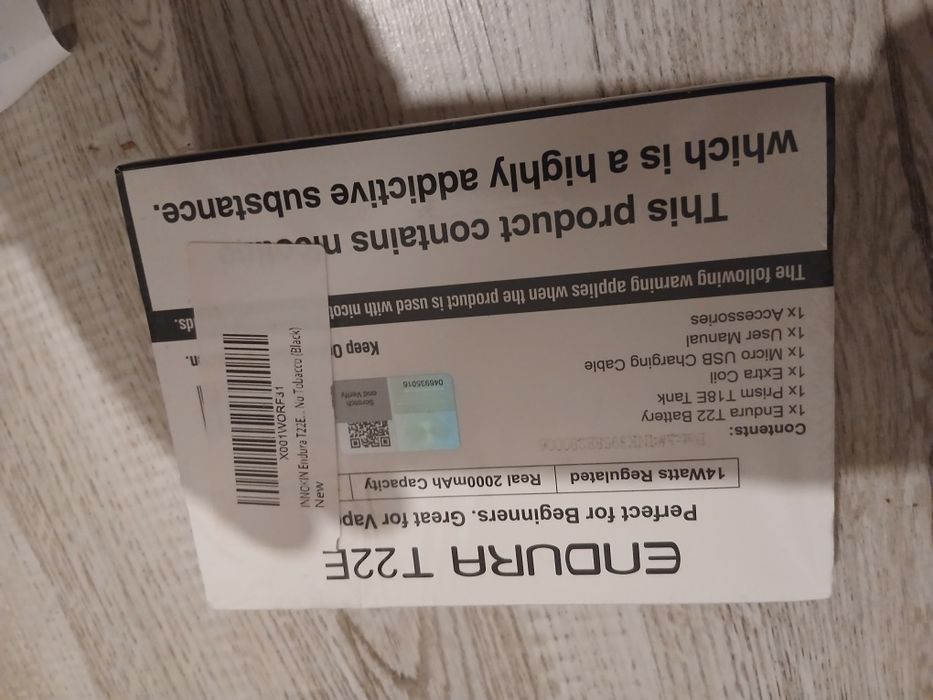 ENDURA T22E
Perfect for Beginners. Great for Vap
14Watts Regulated
Real 2000mAh Capacity
Contents:
1x Endura T22 Battery
1x Prism T18E Tank
1x Extra Coil
1x Micro USB Charging Cable
1x User Manual
1x Accessories
Scratch
and Verify
046935016
Keep
The following warning applies when the product is used with
This product contains
which is a highly addictive substance.
X001WORF31
INNOKIN Endura T22E... No Tobacco (Black)
New